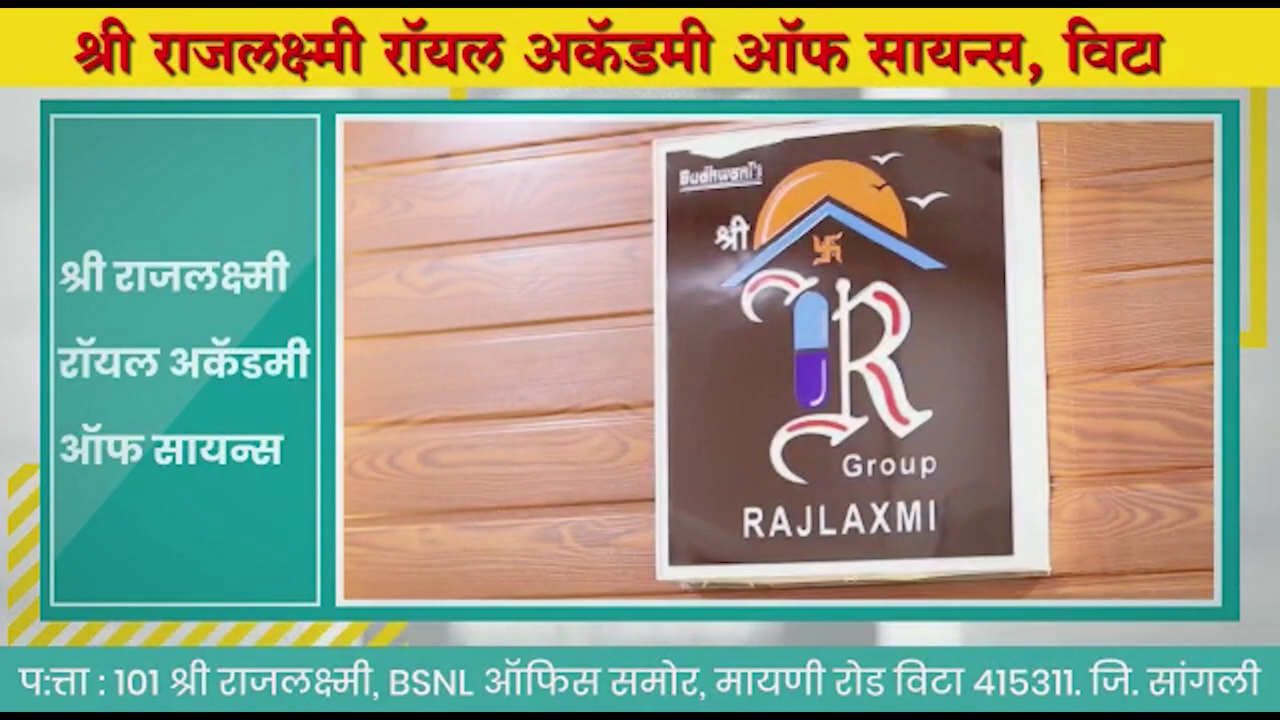 श्री राजलक्ष्मी रॉयल अकॅडमी ऑफ सायन्स, विटा
श्री राजलक्ष्मी
रॉयल अकॅडमी
ऑफ सायन्स
Budhwani's
श्री
R
Group
RAJLAXMI
प:त्ता : 101 श्री राजलक्ष्मी, BSNL ऑफिस समोर, मायणी रोड विटा 415311. जि. सांगली